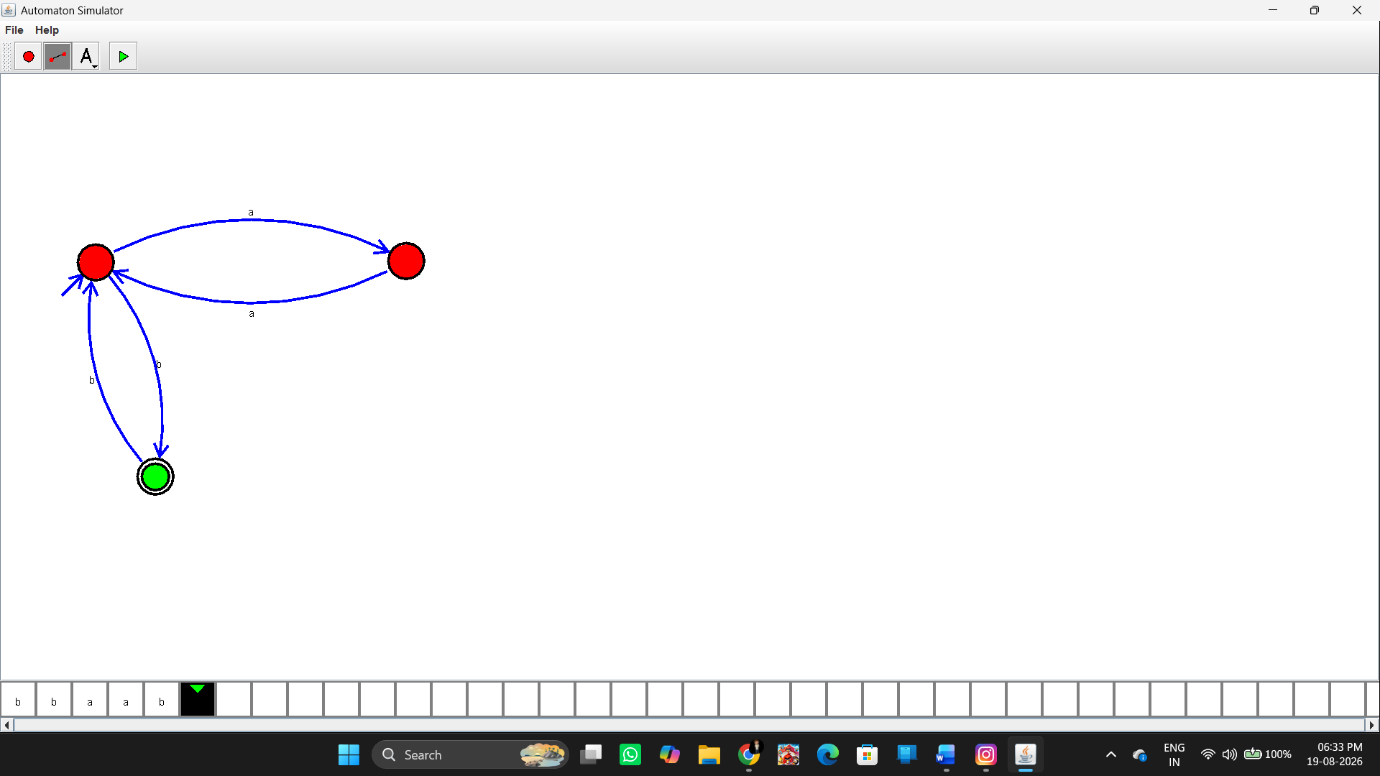 Automaton Simulator
File Help
A
a
a
b
b
b b a a b
Search
ENG
IN
100%
06:33 PM
19-08-2026